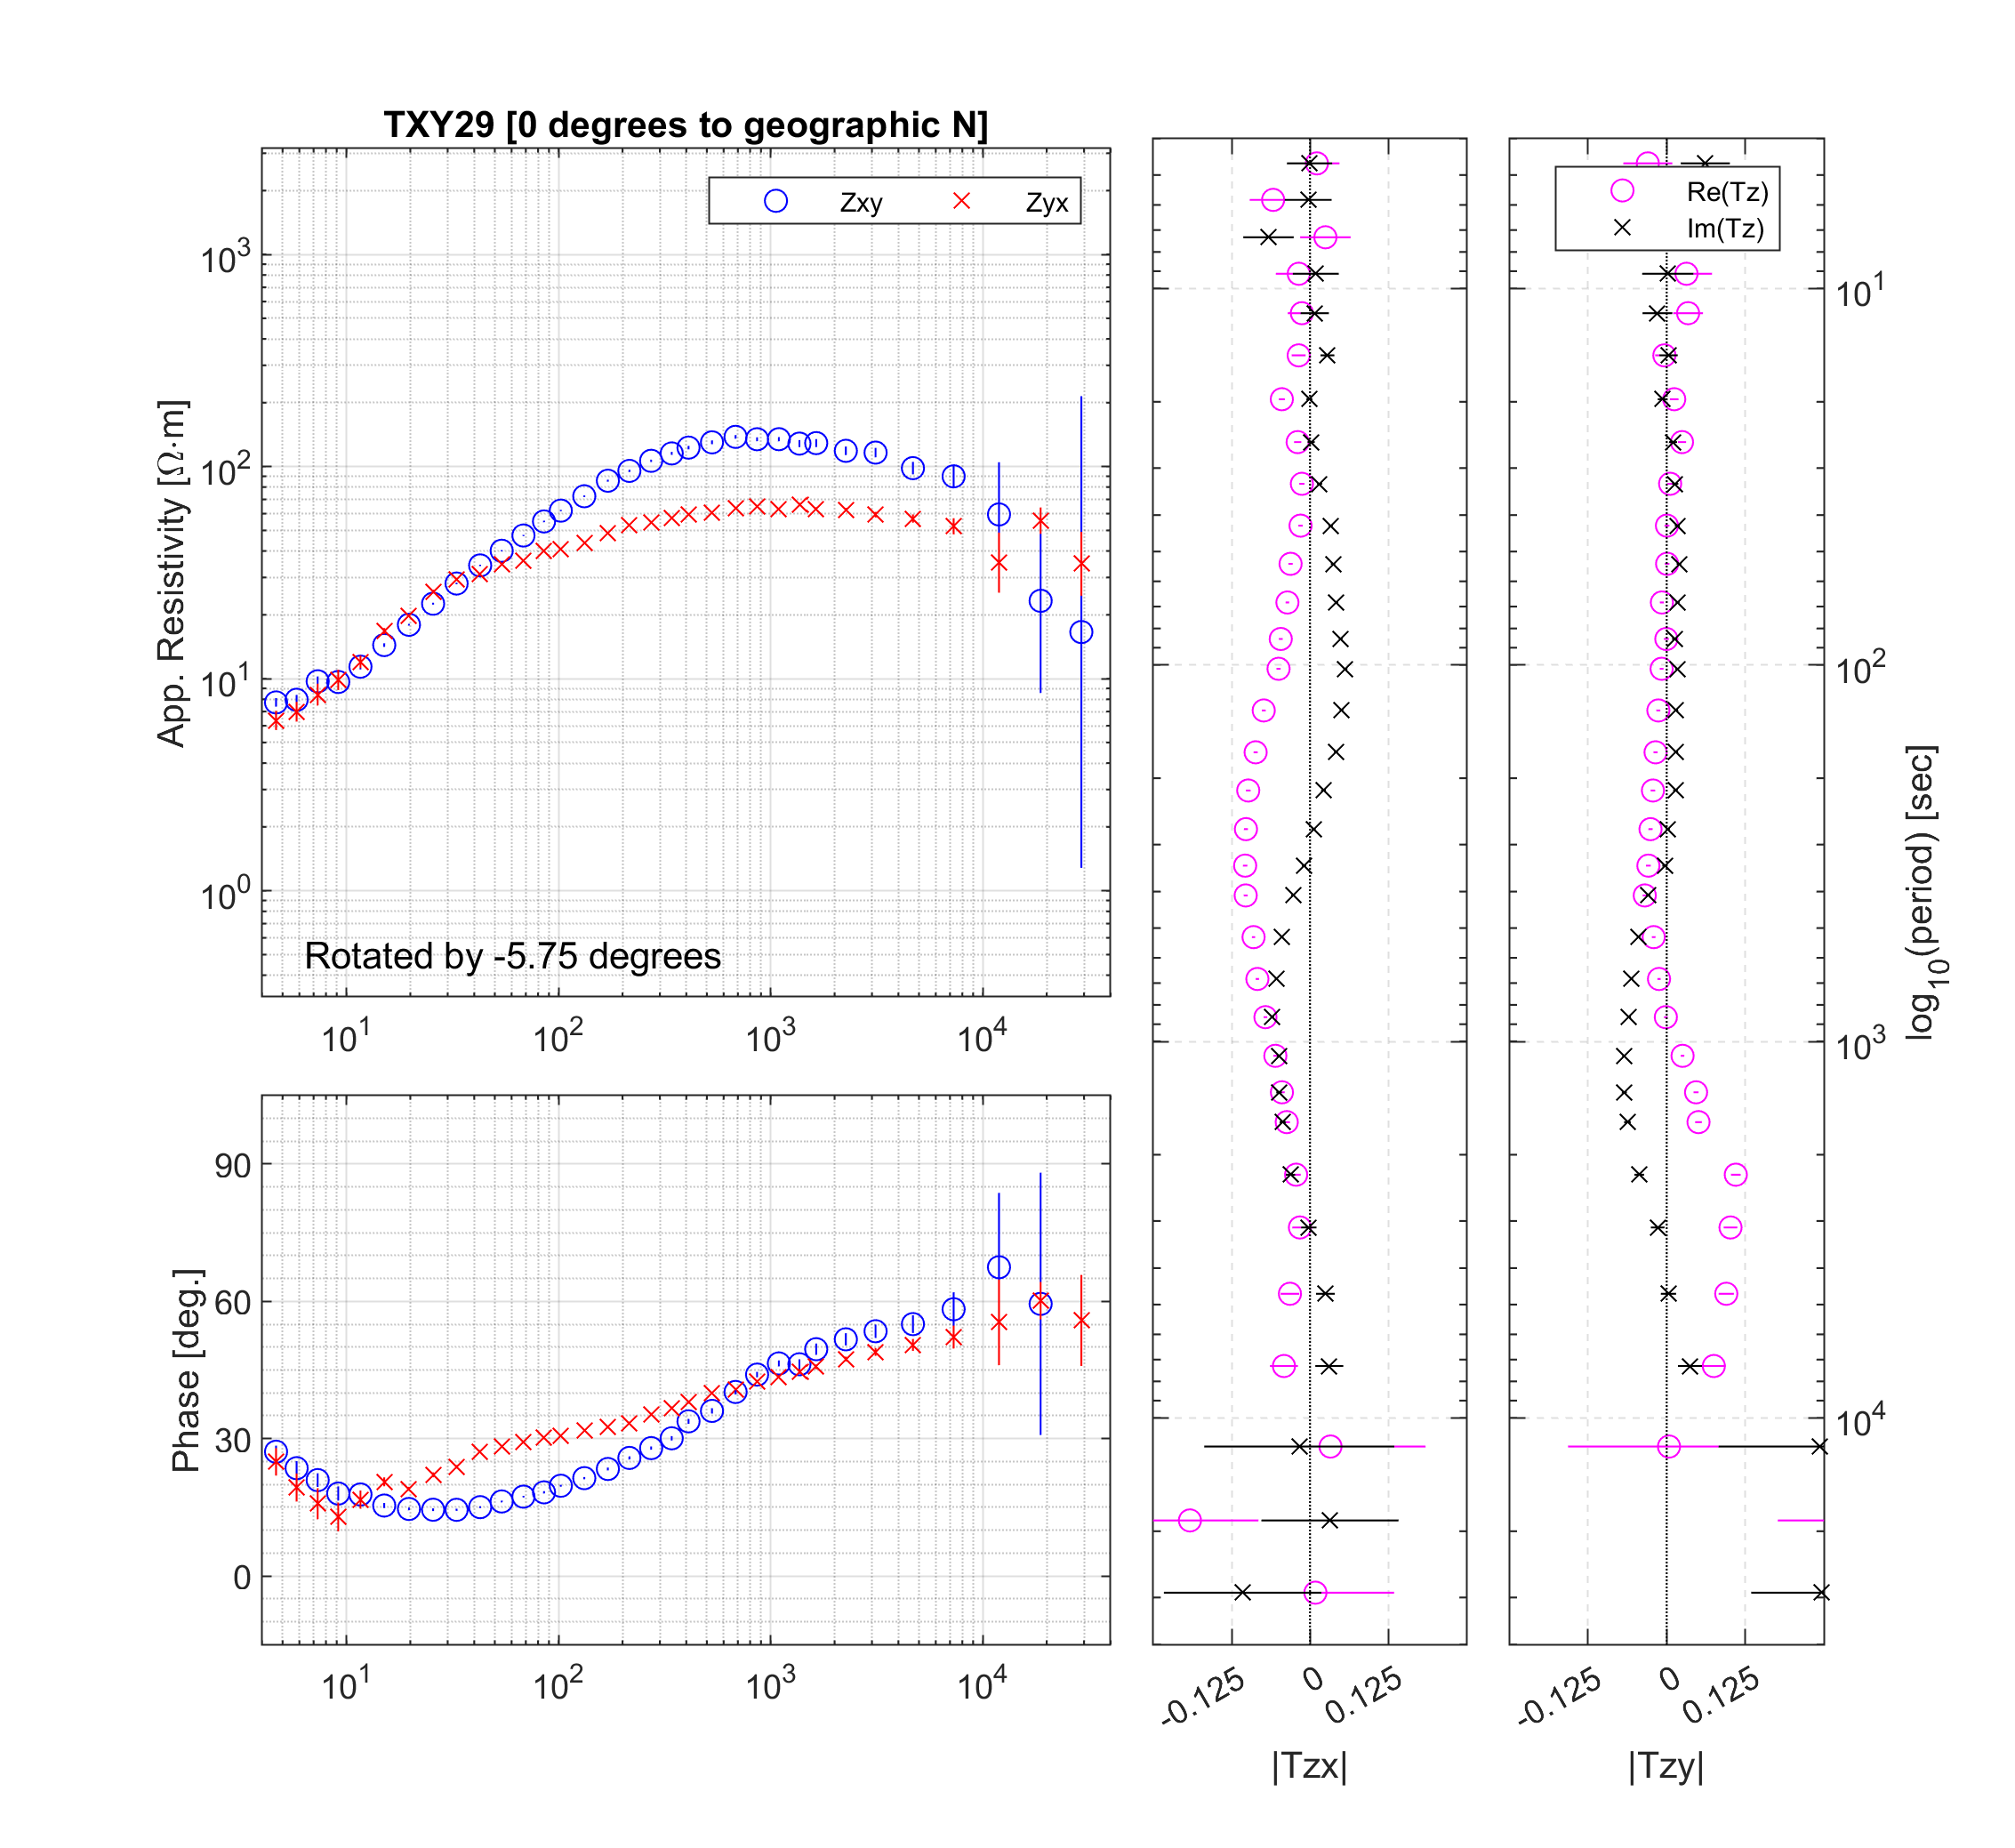 TXY29 [0 degrees to geographic N]
Zxy Zyx
App. Resistivity [Ω·m]
10³
10²
10¹
10⁰
Rotated by -5.75 degrees
10¹ 10² 10³ 10⁴
Phase [deg.]
90
60
30
0
10¹ 10² 10³ 10⁴
-0.125 0 0.125
|Tzx|
Re(Tz)
Im(Tz)
-0.125 0 0.125
|Tzy|
10¹
10²
10³
10⁴
log₁₀(period) [sec]